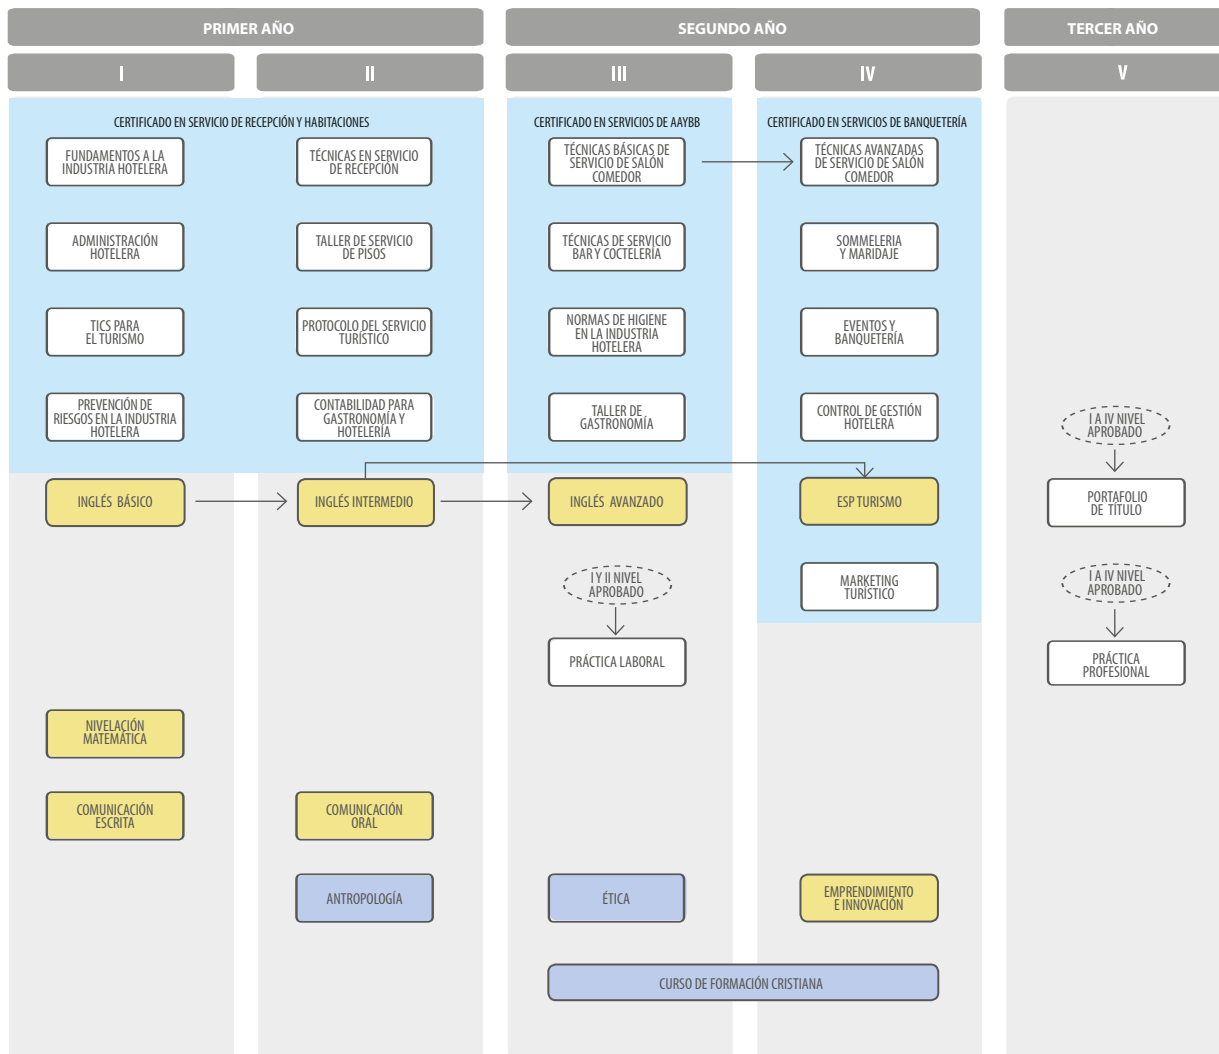 PRIMER AÑO
SEGUNDO AÑO
TERCER AÑO
I
II
III
IV
V
CERTIFICADO EN SERVICIO DE RECEPCIÓN Y HABITACIONES
CERTIFICADO EN SERVICIOS DE AAYBB
CERTIFICADO EN SERVICIOS DE BANQUETERÍA
FUNDAMENTOS A LA
INDUSTRIA HOTELERA
TÉCNICAS EN SERVICIO
DE RECEPCIÓN
TÉCNICAS BÁSICAS DE
SERVICIO DE SALÓN
COMEDOR
TÉCNICAS AVANZADAS
DE SERVICIO DE SALÓN
COMEDOR
ADMINISTRACIÓN
HOTELERA
TALLER DE SERVICIO
DE PISOS
TÉCNICAS DE SERVICIO
BAR Y COCTELERÍA
SOMMELERIA
Y MARIDAJE
TICS PARA
EL TURISMO
PROTOCOLO DEL SERVICIO
TURÍSTICO
NORMAS DE HIGIENE
EN LA INDUSTRIA
HOTELERA
EVENTOS Y
BANQUETERÍA
PREVENCIÓN DE
RIESGOS EN LA INDUSTRIA
HOTELERA
CONTABILIDAD PARA
GASTRONOMÍA Y
HOTELERÍA
TALLER DE
GASTRONOMÍA
CONTROL DE GESTIÓN
HOTELERA
I A IV NIVEL
APROBADO
INGLÉS BÁSICO
INGLÉS INTERMEDIO
INGLÉS AVANZADO
ESP TURISMO
PORTAFOLIO
DE TÍTULO
I Y II NIVEL
APROBADO
MARKETING
TURÍSTICO
I A IV NIVEL
APROBADO
PRÁCTICA LABORAL
PRÁCTICA
PROFESIONAL
NIVELACIÓN
MATEMÁTICA
COMUNICACIÓN
ESCRITA
COMUNICACIÓN
ORAL
ANTROPOLOGÍA
ÉTICA
EMPRENDIMIENTO
E INNOVACIÓN
CURSO DE FORMACIÓN CRISTIANA